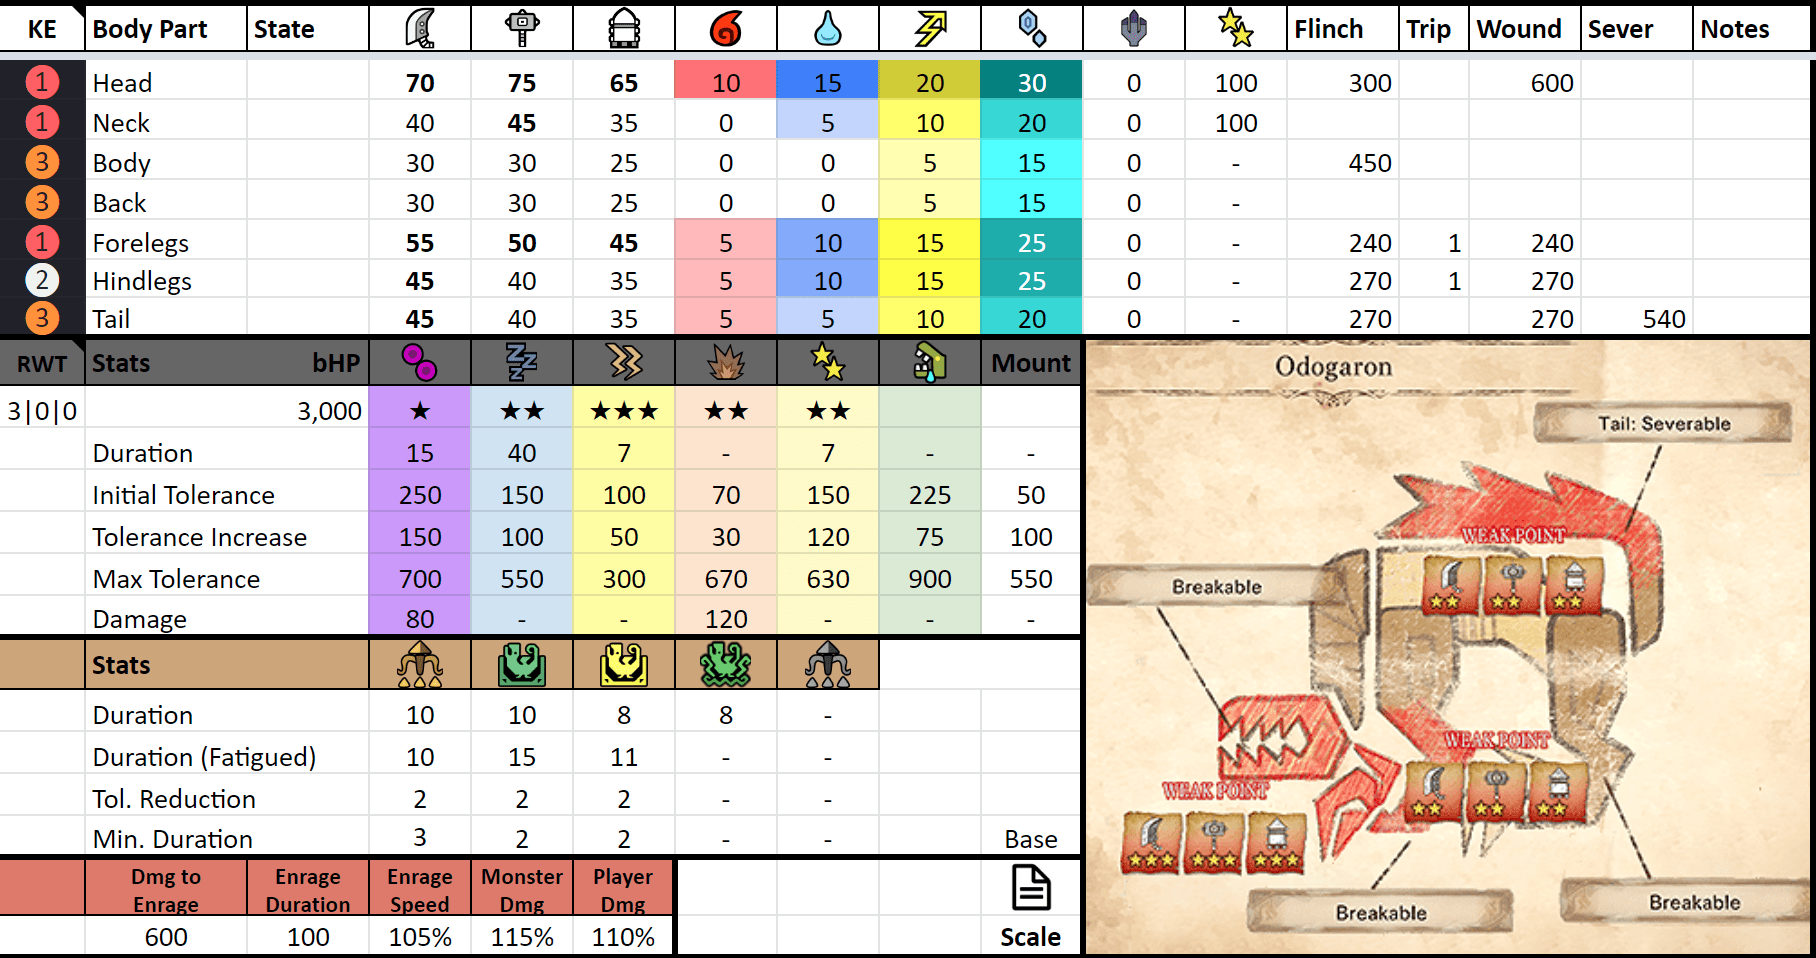 KE Body Part State Flinch Trip Wound Sever Notes
1 Head 70 75 65 10 15 20 30 0 100 300 600
1 Neck 40 45 35 0 5 10 20 0 100
3 Body 30 30 25 0 0 5 15 0 - 450
3 Back 30 30 25 0 0 5 15 0 -
1 Forelegs 55 50 45 5 10 15 25 0 - 240 1 240
2 Hindlegs 45 40 35 5 10 15 25 0 - 270 1 270
3 Tail 45 40 35 5 5 10 20 0 - 270 270 540
RWT Stats bHP Mount
3|0|0 3,000 ★ ★★ ★★★ ★★ ★★
Duration 15 40 7 - 7 - -
Initial Tolerance 250 150 100 70 150 225 50
Tolerance Increase 150 100 50 30 120 75 100
Max Tolerance 700 550 300 670 630 900 550
Damage 80 - - 120 - - -
Stats
Duration 10 10 8 8 -
Duration (Fatigued) 10 15 11 - -
Tol. Reduction 2 2 2 - -
Min. Duration 3 2 2 - - Base
Dmg to Enrage Enrage Duration Enrage Speed Monster Dmg Player Dmg
600 100 105% 115% 110% Scale
Odogaron
Tail: Severable
WEAK POINT
Breakable
WEAK POINT
WEAK POINT
Breakable
Breakable